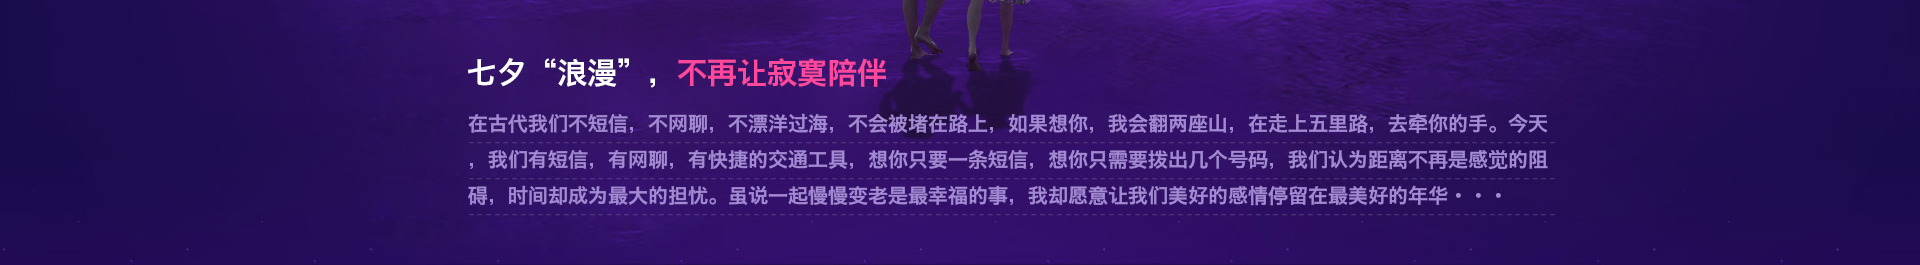 七夕“浪漫”，不再让寂寞陪伴
在古代我们不短信，不网聊，不漂洋过海，不会被堵在路上，如果想你，我会翻两座山，在走上五里路，去牵你的手。今天
，我们有短信，有网聊，有快捷的交通工具，想你只要一条短信，想你只需要拨出几个号码，我们认为距离不再是感觉的阻
碍，时间却成为最大的担忧。虽说一起慢慢变老是最幸福的事，我却愿意让我们美好的感情停留在最美好的年华···